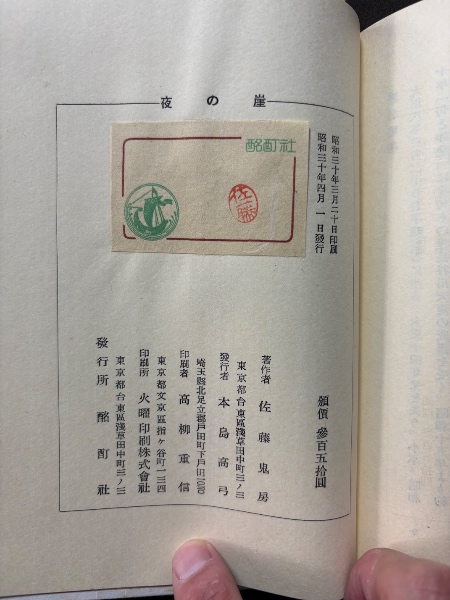 夜の崖
酩酊社
佐藤
昭和三十年三月二十日印刷
昭和三十年四月一日發行
頒價 參百五拾圓
著作者 佐藤鬼房
東京都台東區淺草田中町三ノ三
發行者 本島高弓
埼玉縣北足立郡戸田町下戸田
印刷者 高柳重信
東京都文京區指ヶ谷町一三四
印刷所 火曜印刷株式會社
東京都台東區淺草田中町三ノ三
發行所 酩酊社